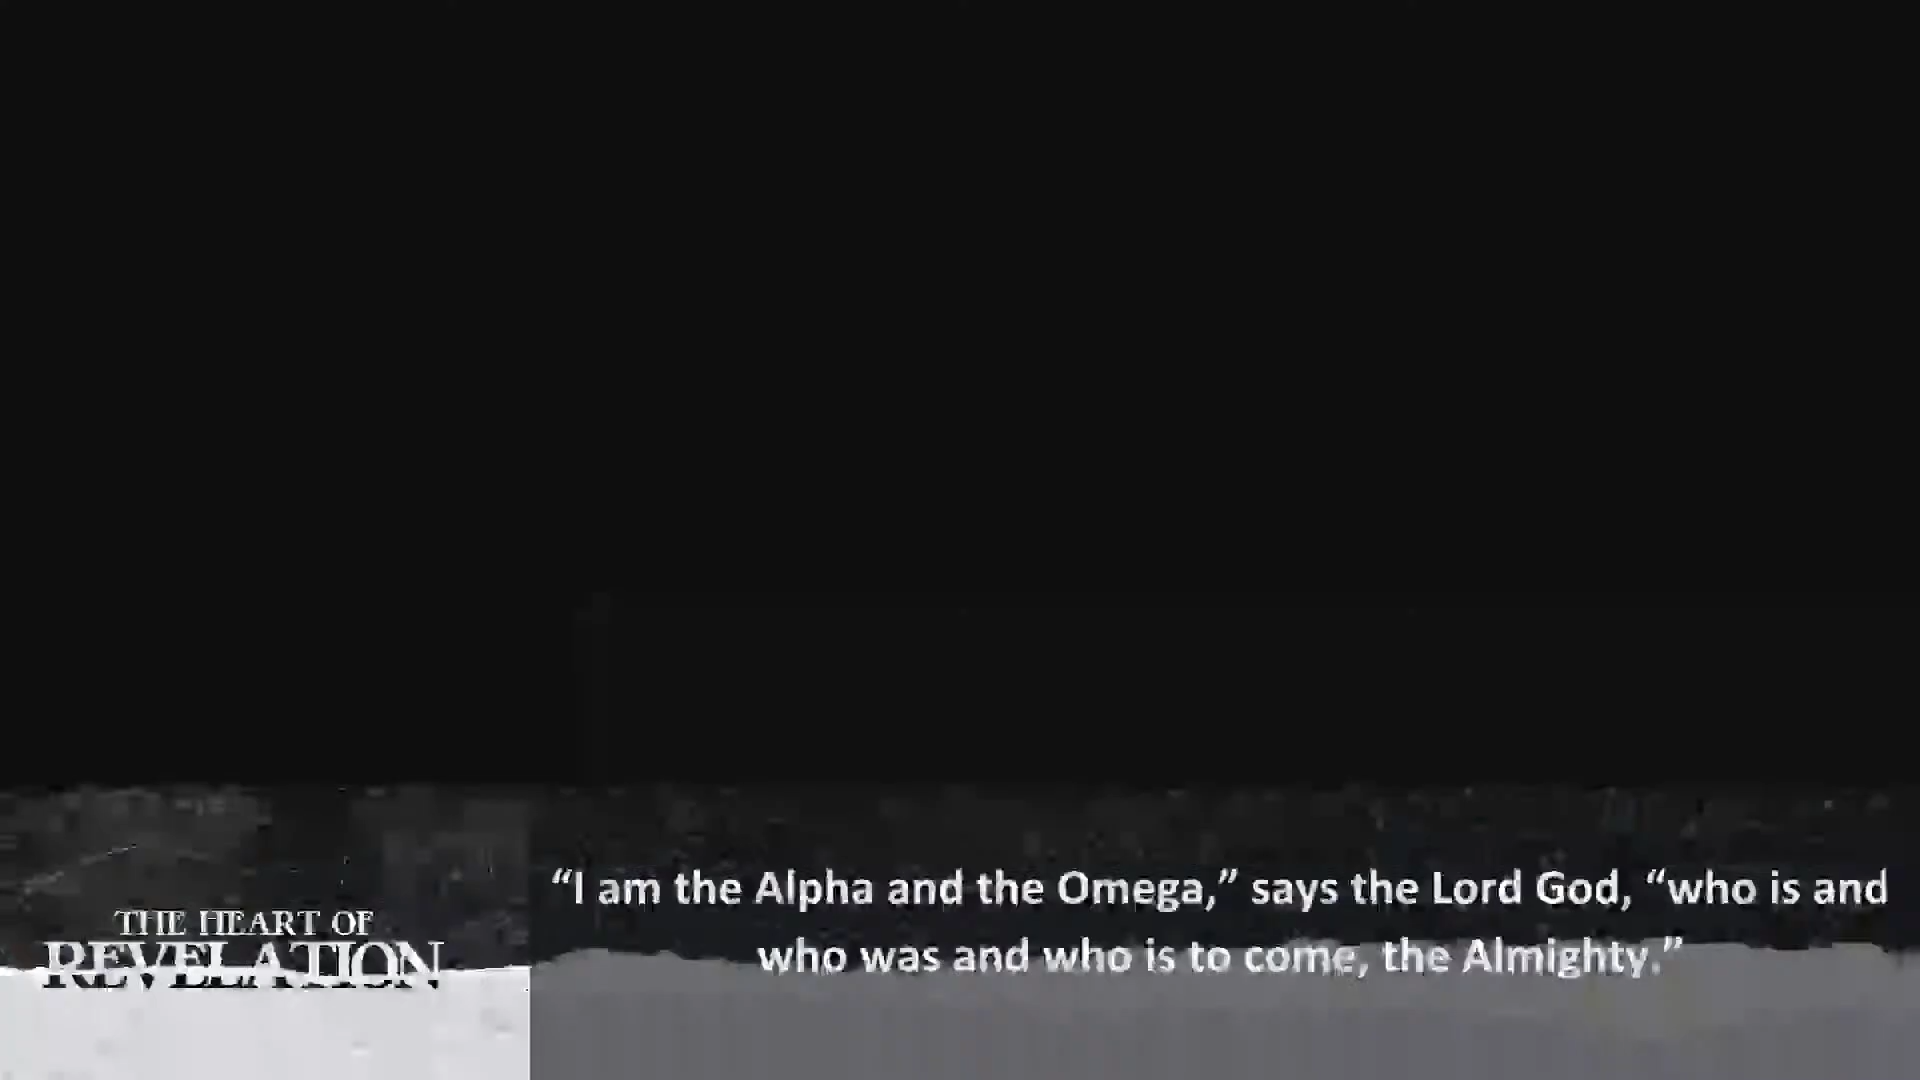 THE HEART OF
REVELATION
“I am the Alpha and the Omega,” says the Lord God, “who is and
who was and who is to come, the Almighty.”